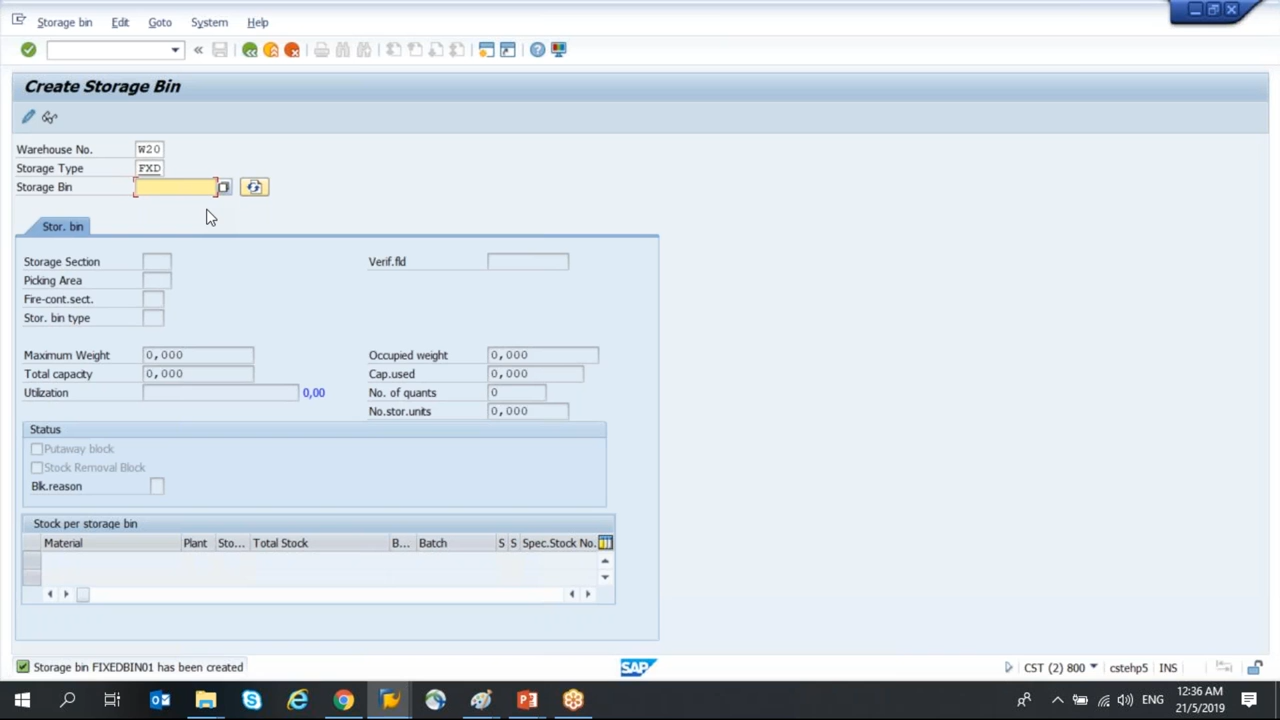 Storage bin Edit Goto System Help
Create Storage Bin
Warehouse No. W20
Storage Type FXD
Storage Bin
Stor. bin
Storage Section Verif.fld
Picking Area
Fire-cont.sect.
Stor. bin type
Maximum Weight 0,000 Occupied weight 0,000
Total capacity 0,000 Cap.used 0,000
Utilization 0,00 No. of quants 0
No.stor.units 0,000
Status
Putaway block
Stock Removal Block
Blk.reason
Stock per storage bin
Material Plant Sto... Total Stock B... Batch S S Spec.Stock No.
Storage bin FIXEDBIN01 has been created SAP CST (2) 800 cstehp5 INS
ENG 12:36 AM
21/5/2019